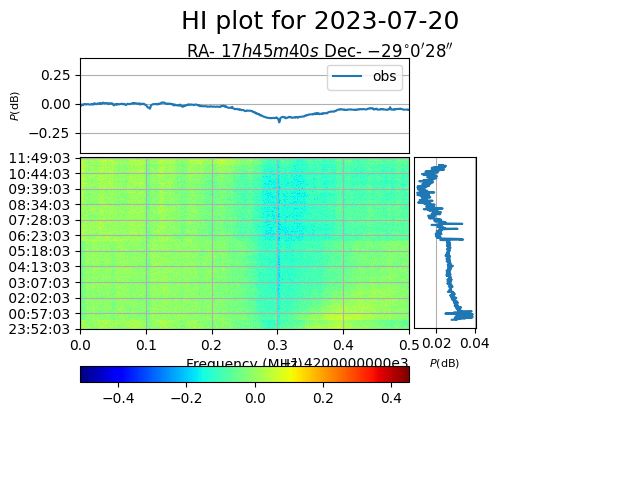 HI plot for 2023-07-20
RA- 17h45m40s Dec- −29°0′28″
P(dB)
0.25
0.00
−0.25
obs
11:49:03
10:44:03
09:39:03
08:34:03
07:28:03
06:23:03
05:18:03
04:13:03
03:07:03
02:02:03
00:57:03
23:52:03
0.0 0.1 0.2 0.3 0.4 0.5
0.02 0.04
P(dB)
Frequency (MHz)
−0.4 −0.2 0.0 0.2 0.4